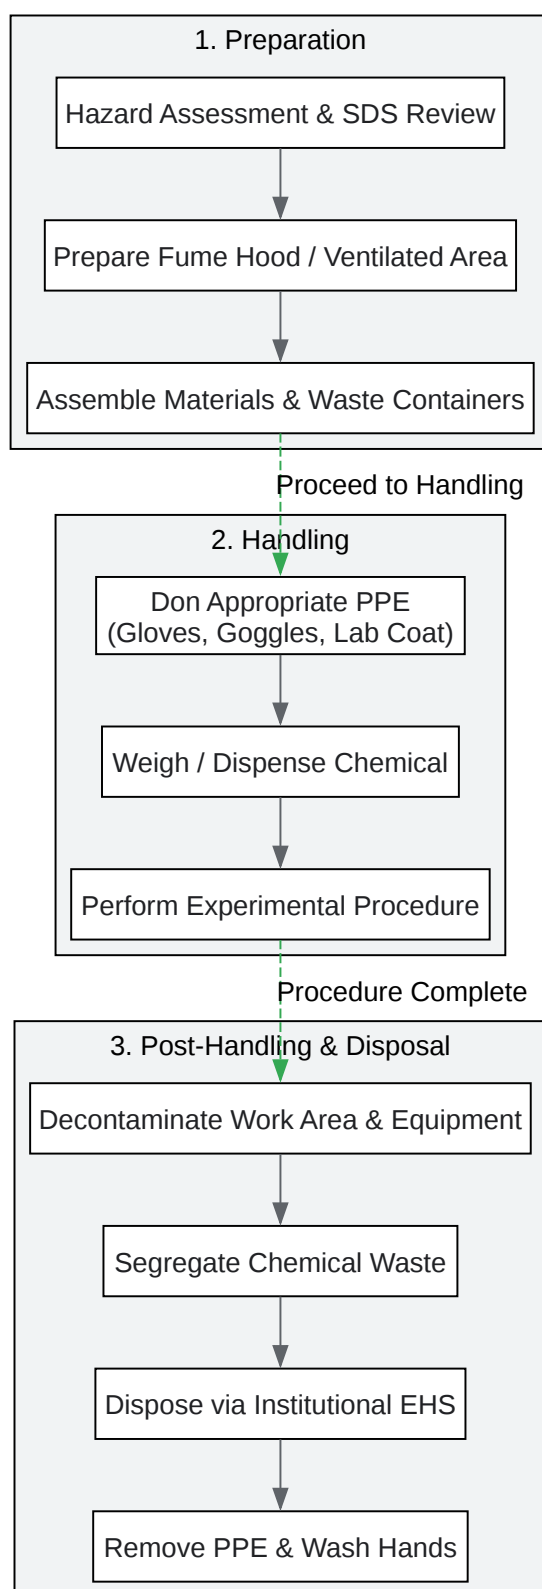 1. Preparation
Hazard Assessment & SDS Review
Prepare Fume Hood / Ventilated Area
Assemble Materials & Waste Containers
Proceed to Handling
2. Handling
Don Appropriate PPE
(Gloves, Goggles, Lab Coat)
Weigh / Dispense Chemical
Perform Experimental Procedure
Procedure Complete
3. Post-Handling & Disposal
Decontaminate Work Area & Equipment
Segregate Chemical Waste
Dispose via Institutional EHS
Remove PPE & Wash Hands